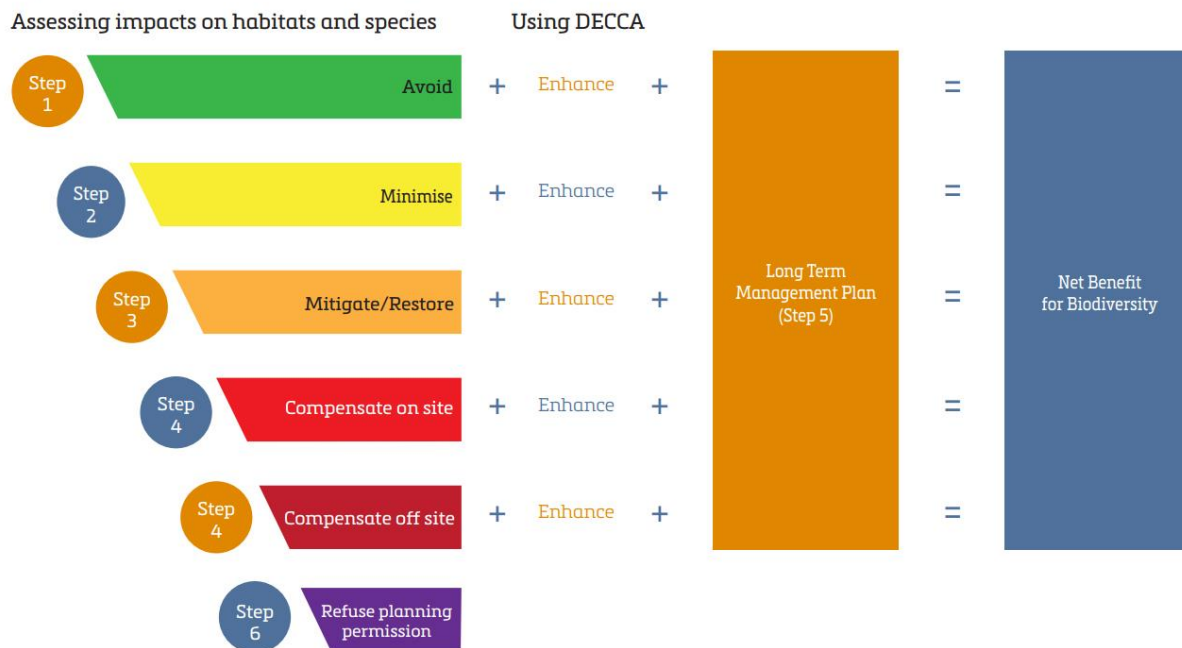 Assessing impacts on habitats and species
Using DECCA
Step
1
Avoid
+ Enhance +
=
Step
2
Minimise
+ Enhance +
=
Step
3
Mitigate/Restore
+ Enhance +
Long Term
Management Plan
(Step 5)
=
Net Benefit
for Biodiversity
Step
4
Compensate on site
+ Enhance +
=
Step
4
Compensate off site
+ Enhance +
=
Step
6
Refuse planning
permission